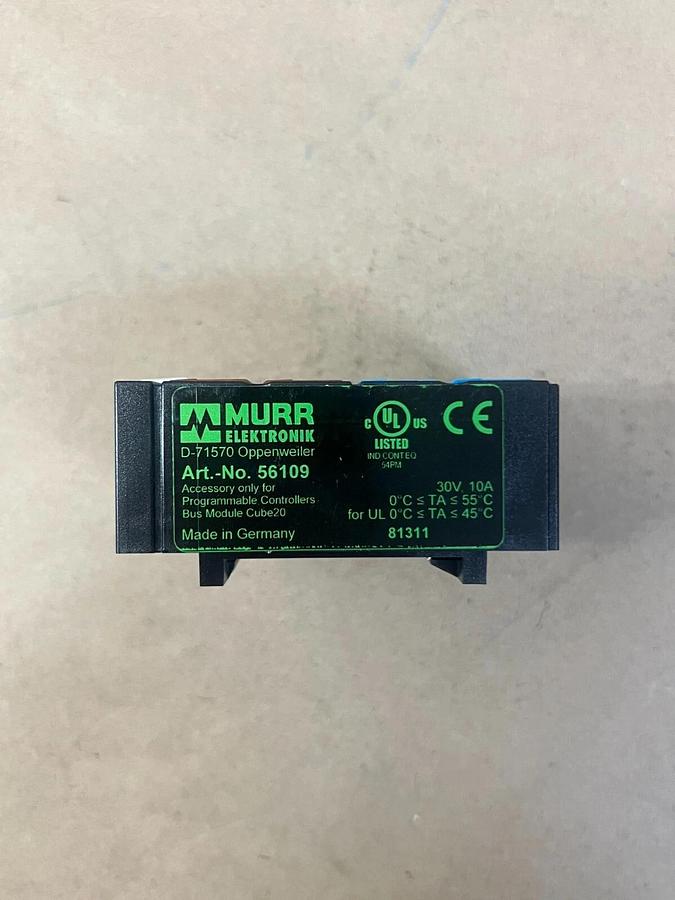 MURR
ELEKTRONIK
D-71570 Oppenweiler
Art.-No. 56109
Accessory only for
Programmable Controllers
Bus Module Cube20
Made in Germany
C UL US
LISTED
IND CONT EQ
54PM
CE
30V, 10A
0°C ≤ TA ≤ 55°C
for UL 0°C ≤ TA ≤ 45°C
81311